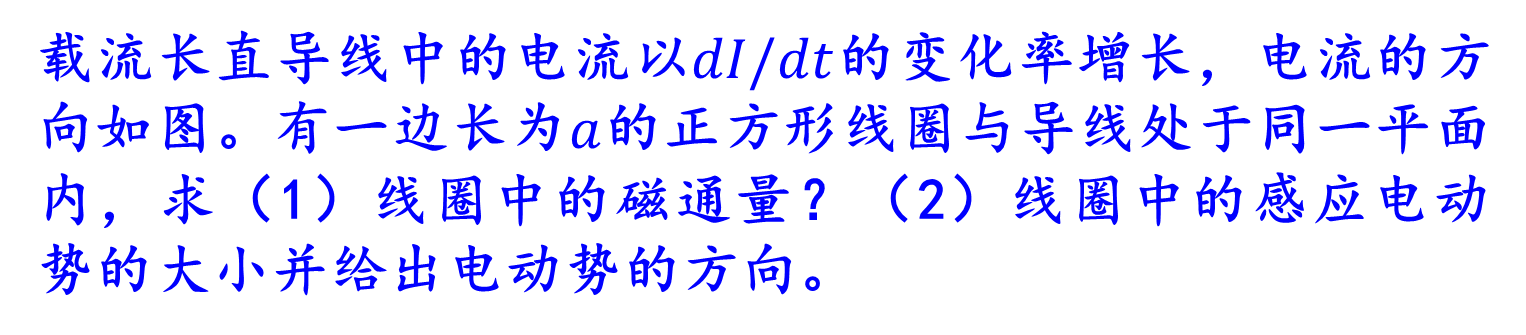 载流长直导线中的电流以dI/dt的变化率增长，电流的方
向如图。有一边长为a的正方形线圈与导线处于同一平面
内，求（1）线圈中的磁通量？（2）线圈中的感应电动
势的大小并给出电动势的方向。